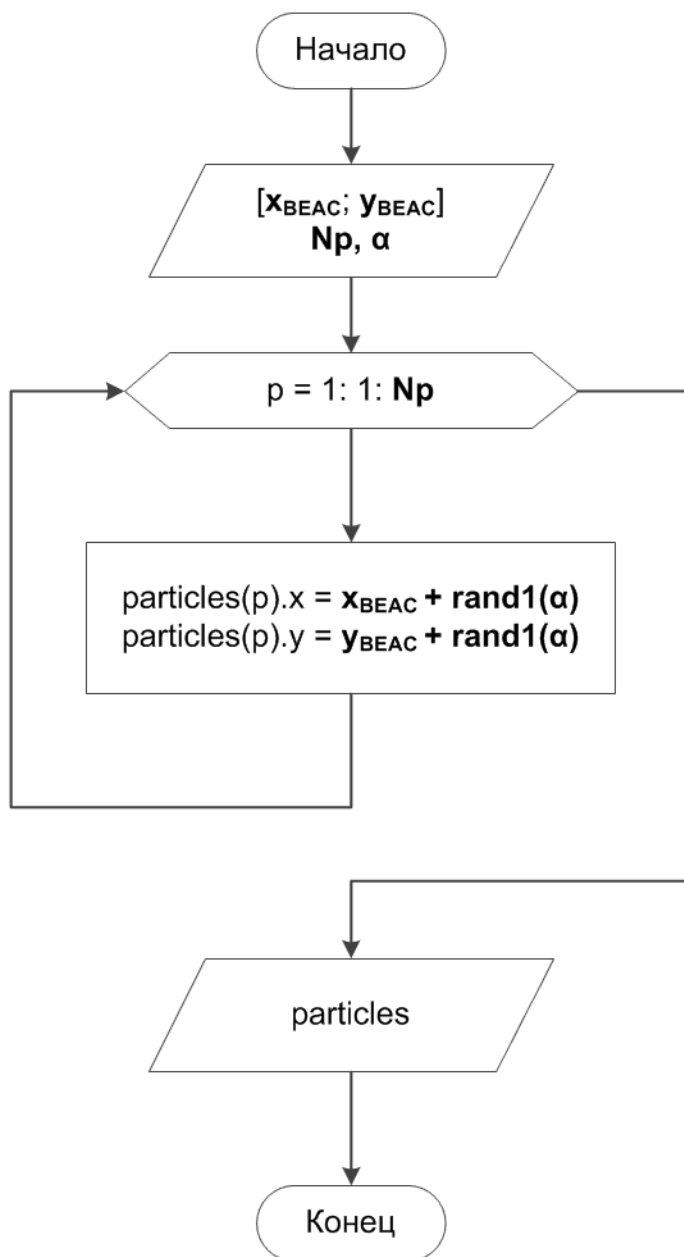 Начало
[xBEAC; yBEAC]
Np, α
p = 1: 1: Np
particles(p).x = xBEAC + rand1(α)
particles(p).y = yBEAC + rand1(α)
particles
Конец